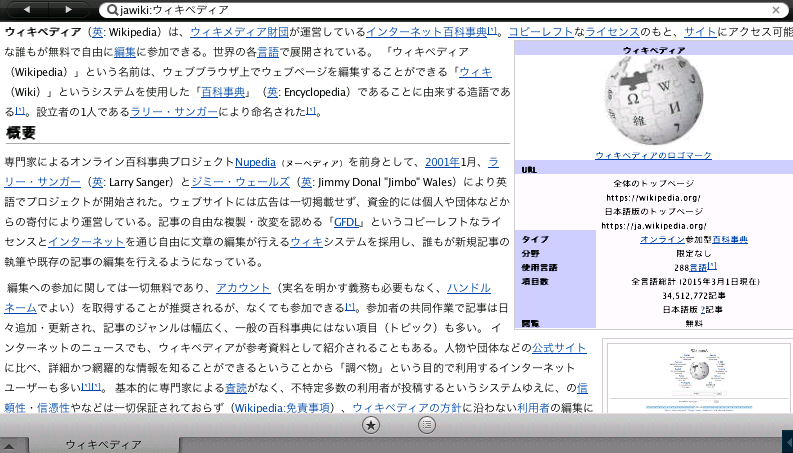 jawiki:ウィキペディア
ウィキペディア（英: Wikipedia）は、ウィキメディア財団が運営しているインターネット百科事典[*]。コピーレフトなライセンスのもと、サイトにアクセス可能
な誰もが無料で自由に編集に参加できる。世界の各言語で展開されている。「ウィキペディア
（Wikipedia）」という名前は、ウェブブラウザ上でウェブページを編集することができる「ウィキ
（Wiki）」というシステムを使用した「百科事典」（英: Encyclopedia）であることに由来する造語であ
る[*]。設立者の1人であるラリー・サンガーにより命名された[*]。
概要
専門家によるオンライン百科事典プロジェクトNupedia（ヌーペディア）を前身として、2001年1月、ラ
リー・サンガー（英: Larry Sanger）とジミー・ウェールズ（英: Jimmy Donal "Jimbo" Wales）により英
語でプロジェクトが開始された。ウェブサイトには広告は一切掲載せず、資金的には個人や団体などか
らの寄付により運営している。記事の自由な複製・改変を認める「GFDL」というコピーレフトなライ
センスとインターネットを通じ自由に文章の編集が行えるウィキシステムを採用し、誰もが新規記事の
執筆や既存の記事の編集を行えるようになっている。
編集への参加に関しては一切無料であり、アカウント（実名を明かす義務も必要もなく、ハンドル
ネームでよい）を取得することが推奨されるが、なくても参加できる[*]。参加者の共同作業で記事は日
々追加・更新され、記事のジャンルは幅広く、一般の百科事典にはない項目（トピック）も多い。 イ
ンターネットのニュースでも、ウィキペディアが参考資料として紹介されることもある。人物や団体などの公式サイト
に比べ、詳細かつ網羅的な情報を知ることができるということから「調べ物」という目的で利用するインターネット
ユーザーも多い[*][*]。 基本的に専門家による査読がなく、不特定多数の利用者が投稿するというシステムゆえに、の信
頼性・信憑性やなどは一切保証されておらず（Wikipedia:免責事項）、ウィキペディアの方針に沿わない利用者の編集に
ウィキペディア
Ω W И 維
ウィキペディアのロゴマーク
URL
全体のトップページ
https://wikipedia.org/
日本語版のトップページ
https://ja.wikipedia.org/
タイプ オンライン参加型百科事典
分野 限定なし
使用言語 288言語[*]
項目数 全言語総計 (2015年3月1日現在)
34,512,772記事
日本語版 ?記事
閲覧 無料
ウィキペディア